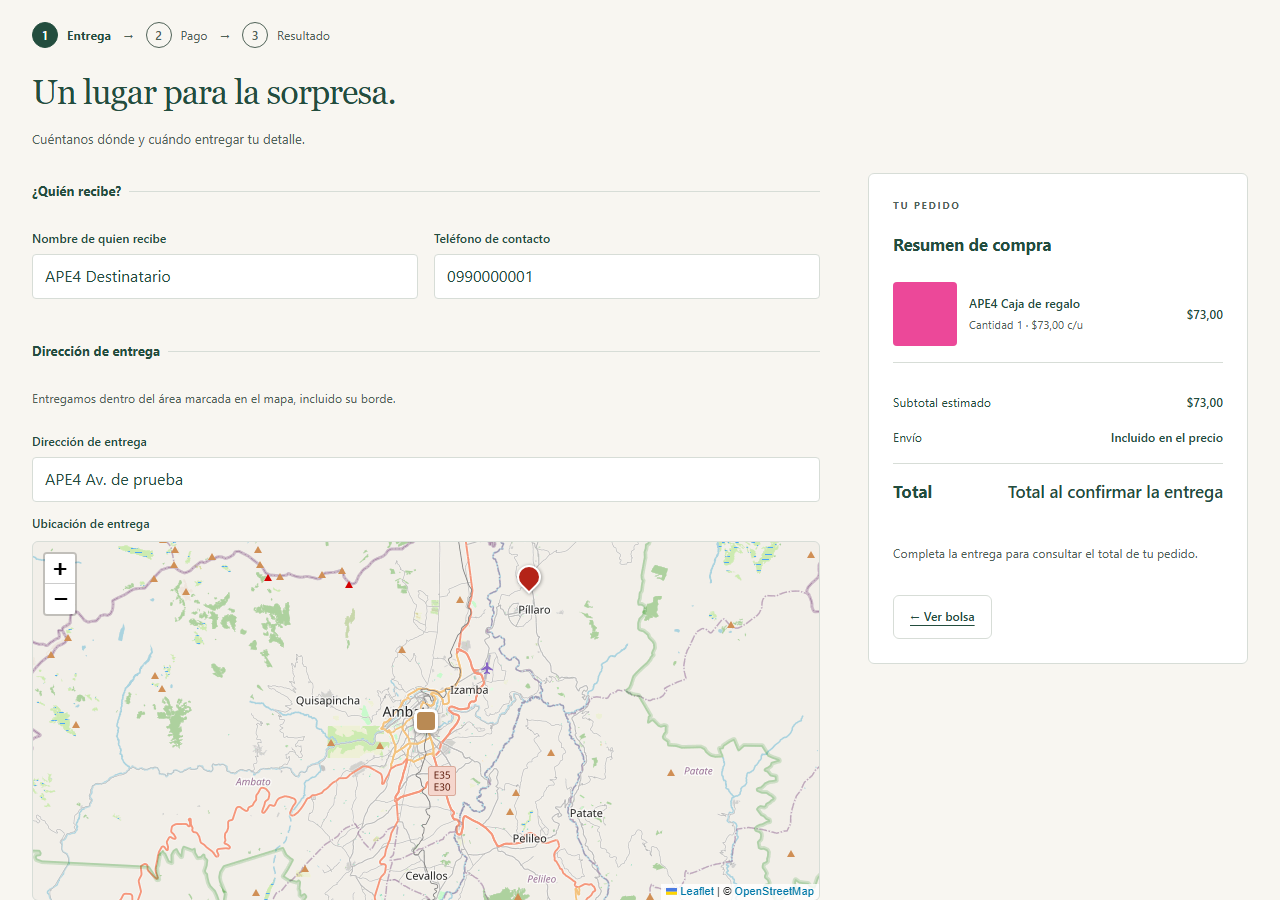 1 Entrega → 2 Pago → 3 Resultado
Un lugar para la sorpresa.
Cuéntanos dónde y cuándo entregar tu detalle.
¿Quién recibe?
Nombre de quien recibe
Teléfono de contacto
APE4 Destinatario
0990000001
Dirección de entrega
Entregamos dentro del área marcada en el mapa, incluido su borde.
Dirección de entrega
APE4 Av. de prueba
Ubicación de entrega
+
−
Píllaro
Izamba
Quisapincha
Amb
E35
E30
Ambato
Patate
Patate
Pelileo
Cevallos
Pelileo
Leaflet | © OpenStreetMap
TU PEDIDO
Resumen de compra
APE4 Caja de regalo
Cantidad 1 · $73,00 c/u
$73,00
Subtotal estimado $73,00
Envío Incluido en el precio
Total Total al confirmar la entrega
Completa la entrega para consultar el total de tu pedido.
← Ver bolsa